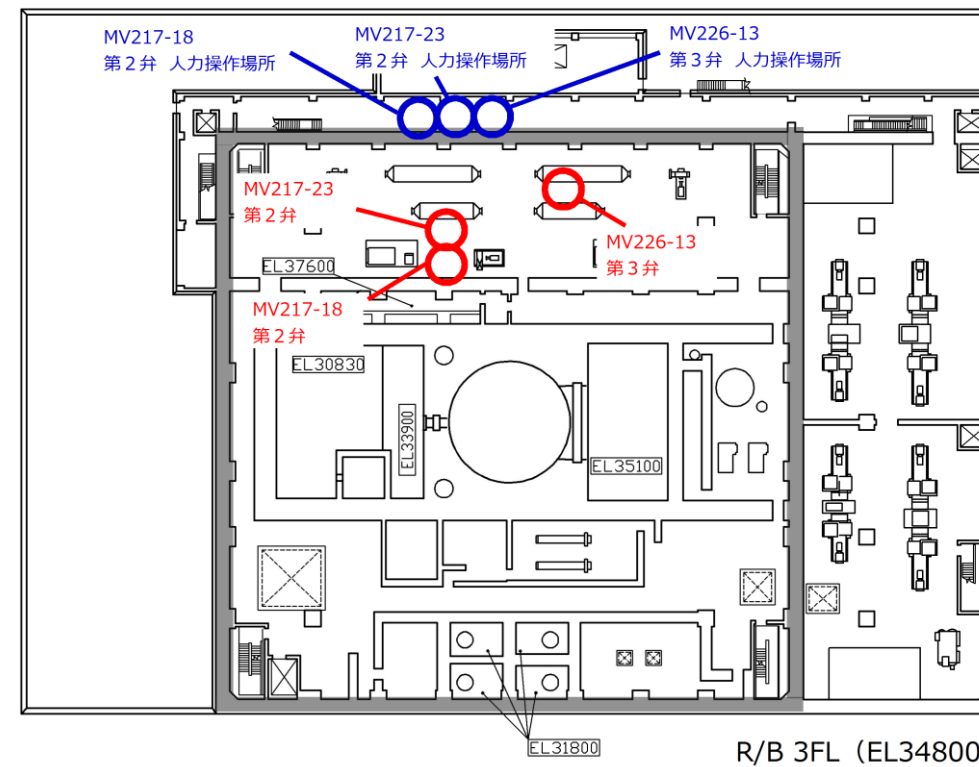 MV217-18
第２弁 人力操作場所
MV217-23
第２弁 人力操作場所
MV226-13
第３弁 人力操作場所
MV217-23
第２弁
MV226-13
第３弁
EL37600
MV217-18
第２弁
EL30830
EL33900
EL35100
EL31800
R/B 3FL（EL34800